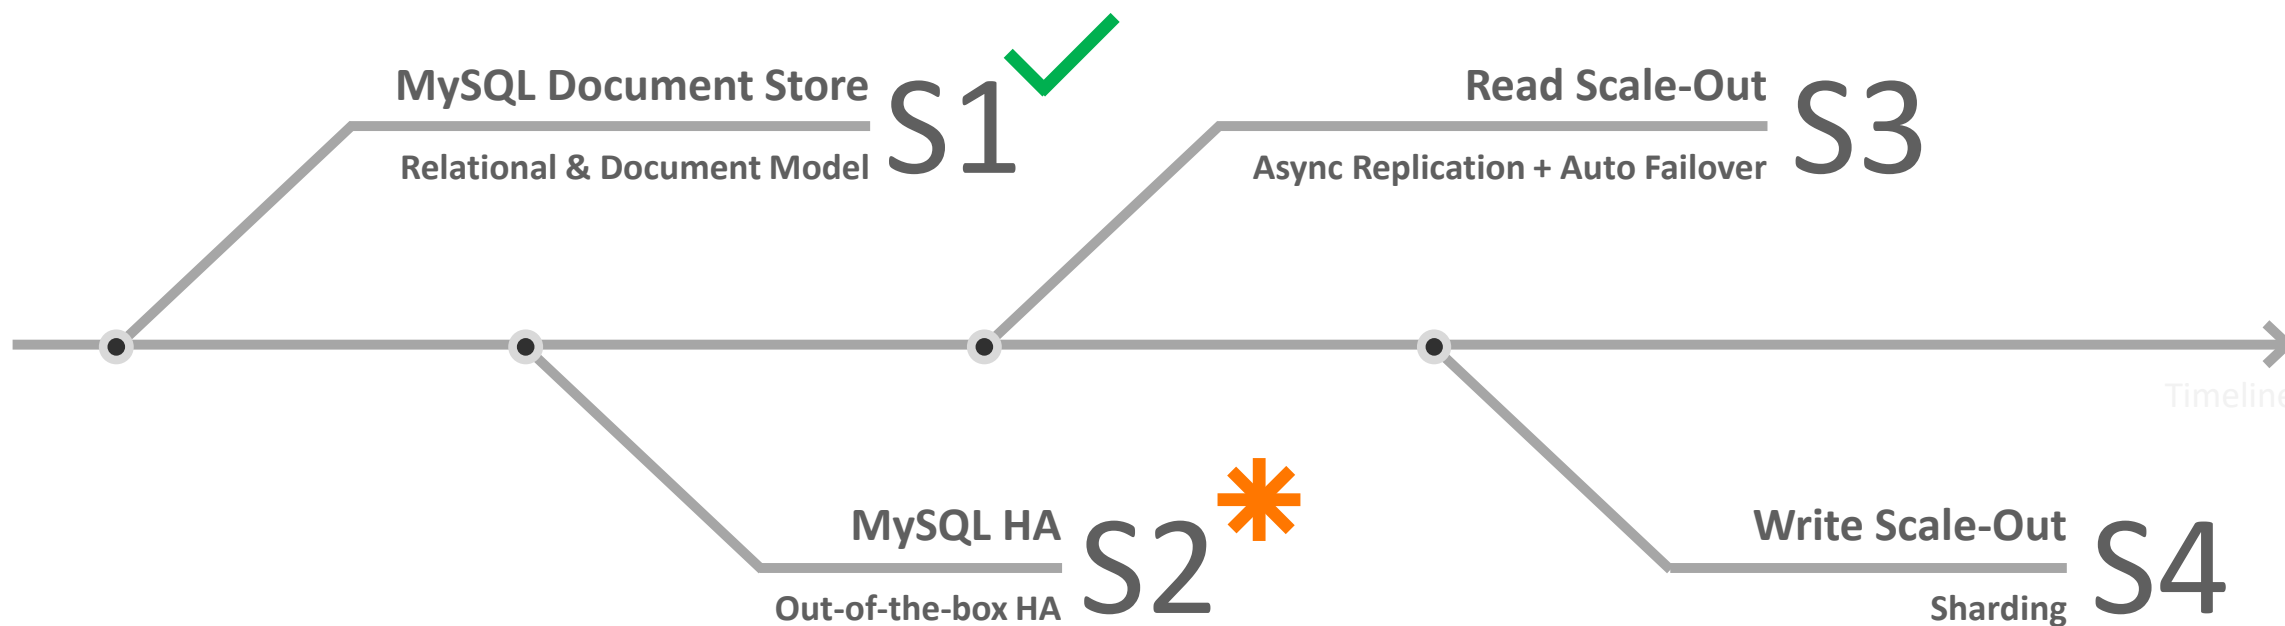 MySQL Document Store
Relational & Document Model
S1
Read Scale-Out
Async Replication + Auto Failover
S3
Timeline
MySQL HA
Out-of-the-box HA
S2
Write Scale-Out
Sharding
S4